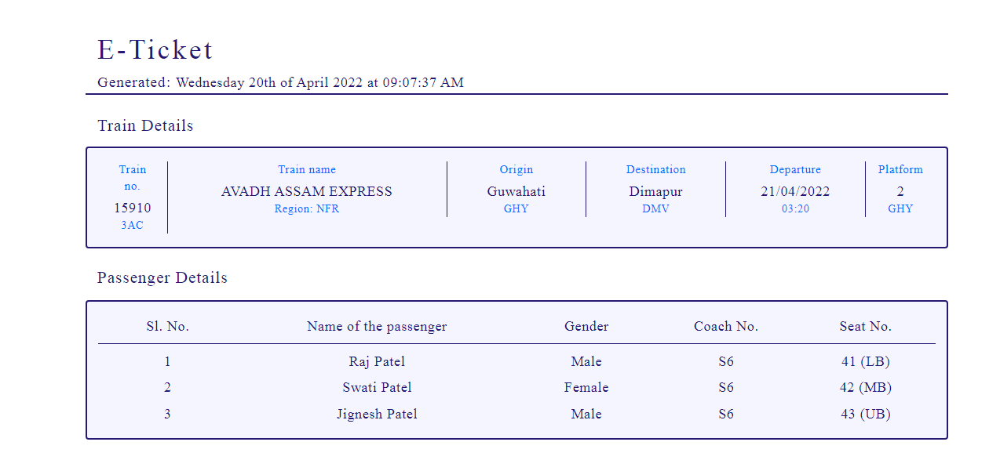 E-Ticket
Generated: Wednesday 20th of April 2022 at 09:07:37 AM
Train Details
Train no. Train name Origin Destination Departure Platform
15910 AVADH ASSAM EXPRESS Guwahati Dimapur 21/04/2022 2
3AC Region: NFR GHY DMV 03:20 GHY
Passenger Details
Sl. No. Name of the passenger Gender Coach No. Seat No.
1 Raj Patel Male S6 41 (LB)
2 Swati Patel Female S6 42 (MB)
3 Jignesh Patel Male S6 43 (UB)